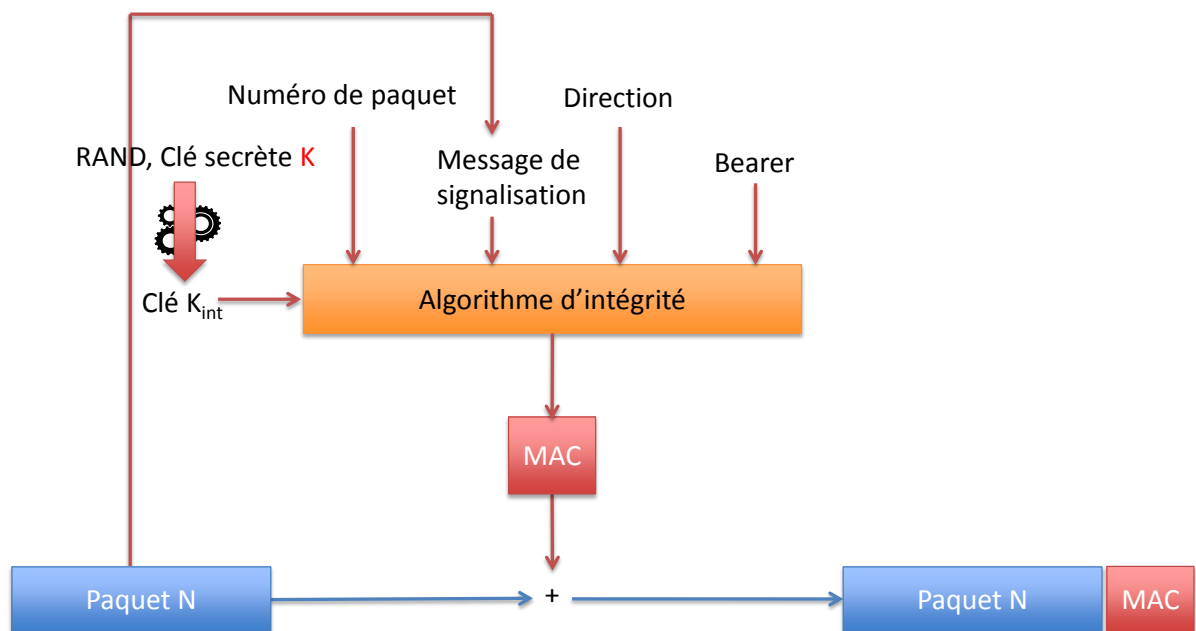 Numéro de paquet
Direction
RAND, Clé secrète K
Message de
signalisation
Bearer
Clé Kint
Algorithme d'intégrité
MAC
Paquet N
+
Paquet N
MAC